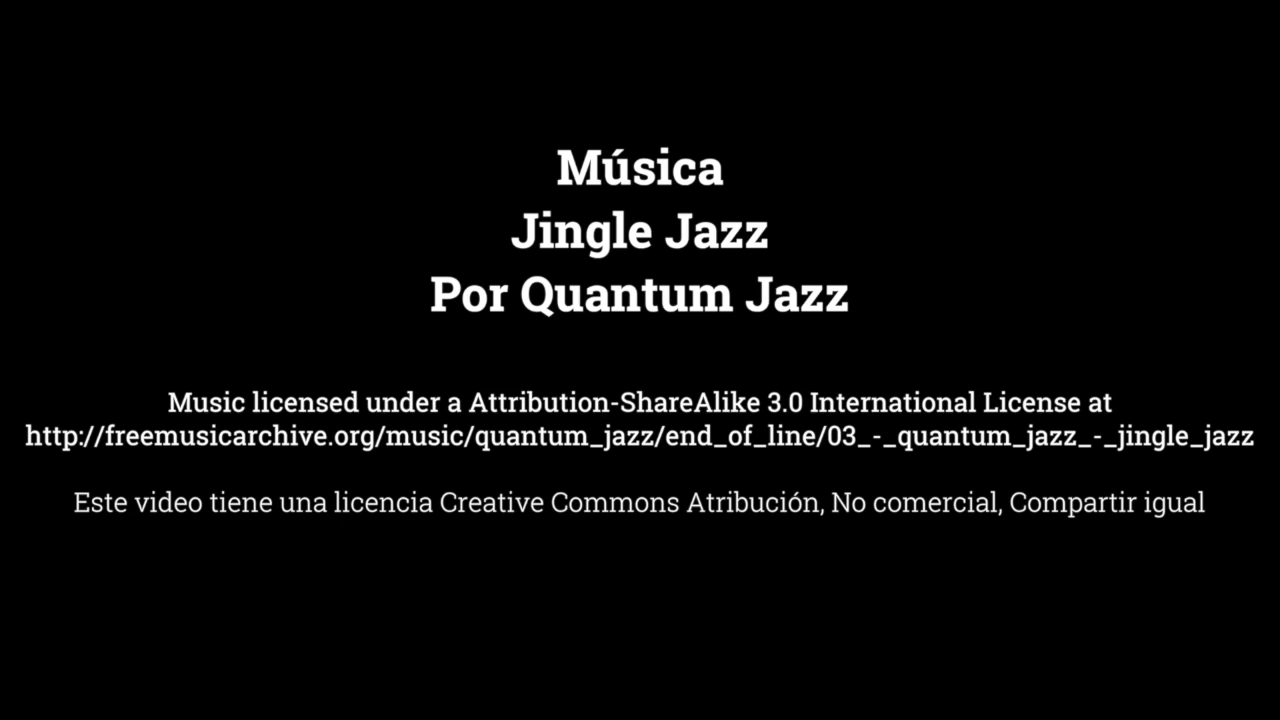 Música
Jingle Jazz
Por Quantum Jazz
Music licensed under a Attribution-ShareAlike 3.0 International License at
http://freemusicarchive.org/music/quantum_jazz/end_of_line/03_-_quantum_jazz_-_jingle_jazz
Este video tiene una licencia Creative Commons Atribución, No comercial, Compartir igual